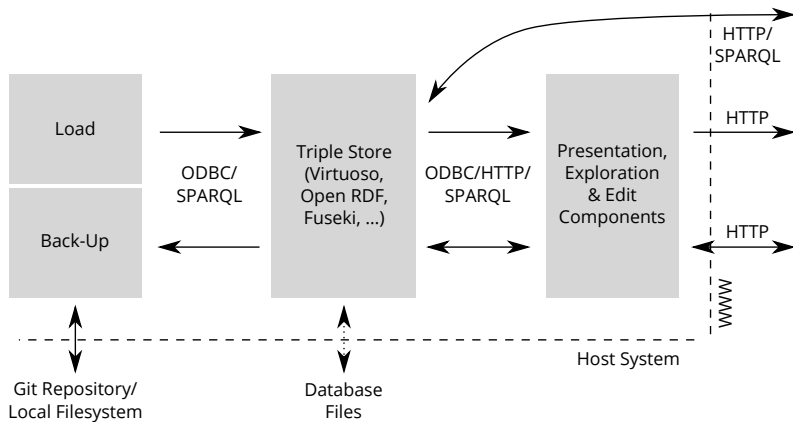 HTTP/
SPARQL
Load
Back-Up
ODBC/
SPARQL
Triple Store
(Virtuoso,
Open RDF,
Fuseki, ...)
ODBC/HTTP/
SPARQL
Presentation,
Exploration
& Edit
Components
HTTP
HTTP
WWW
Host System
Git Repository/
Local Filesystem
Database
Files